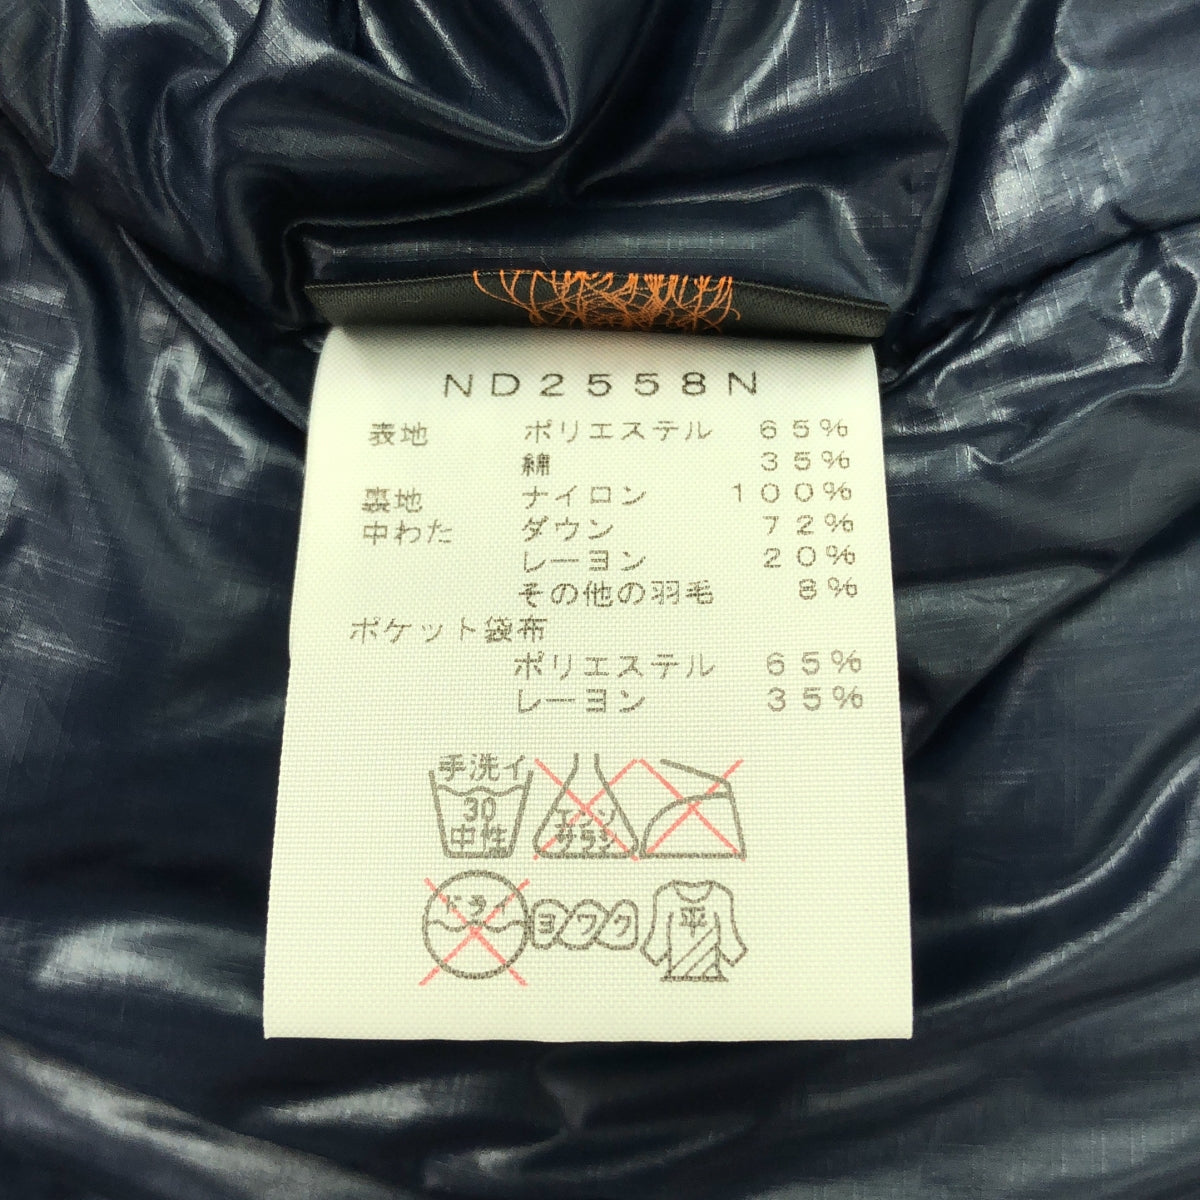 ND2558N
表地 ポリエステル 65%
綿 35%
裏地 ナイロン 100%
中わた ダウン 72%
レーヨン 20%
その他の羽毛 8%
ポケット袋布
ポリエステル 65%
レーヨン 35%
手洗イ
30
中性
エンソ
サラシ
ドライ
ヨワク
平